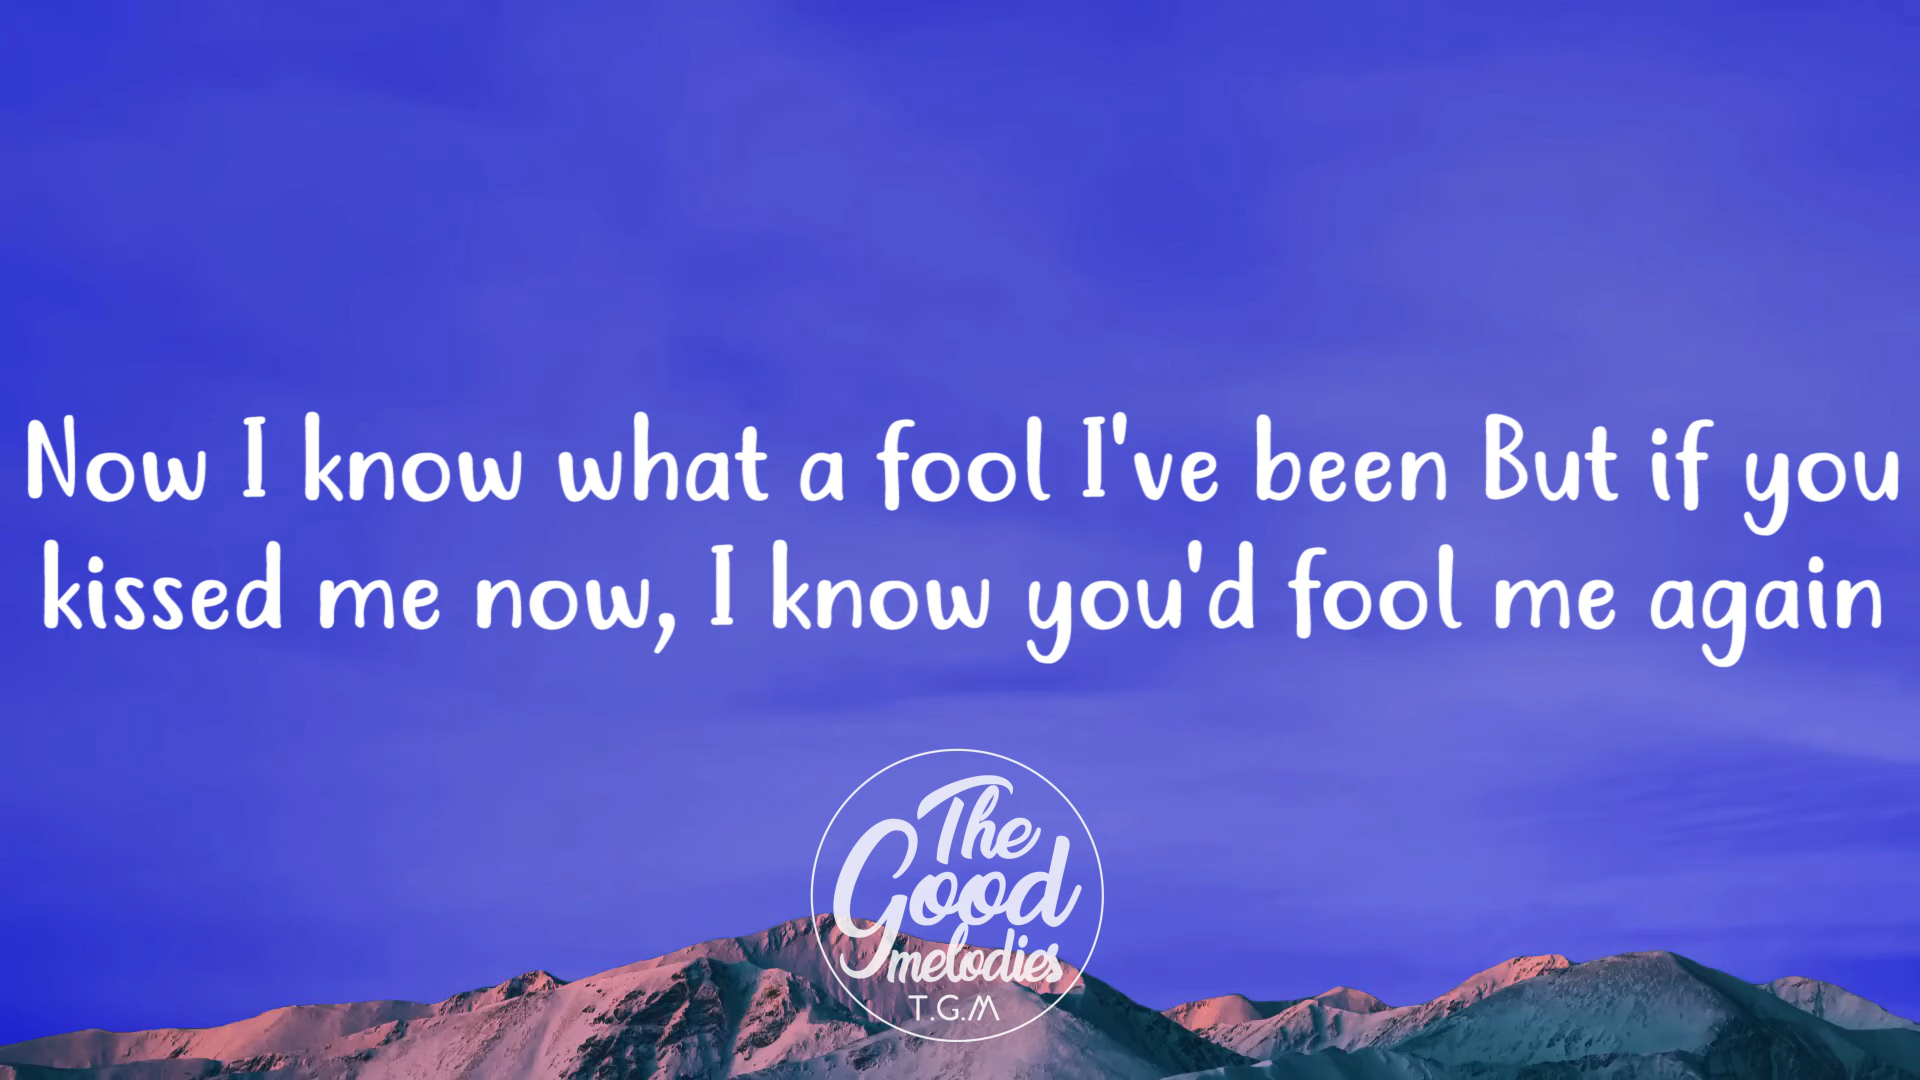 Now I know what a fool I've been But if you
kissed me now, I know you'd fool me again
The
Good
melodies
T.G.M